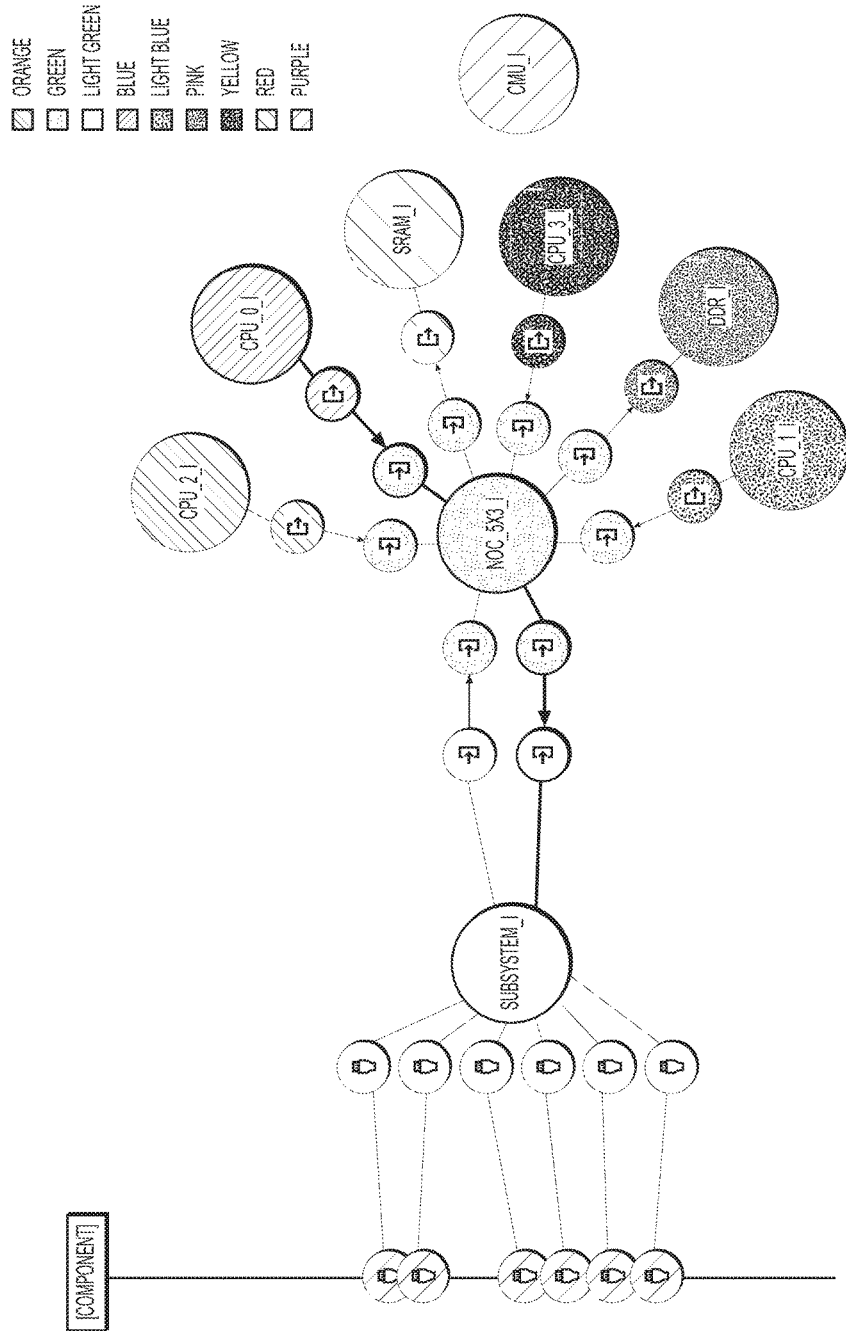 ORANGE
GREEN
LIGHT GREEN
BLUE
LIGHT BLUE
PINK
YELLOW
RED
PURPLE
CMU_I
SRAM_I
CPU_3_I
CPU_0_I
DDR_I
CPU_2_I
CPU_1_I
NOC_5X3_I
SUBSYSTEM_I
[COMPONENT]